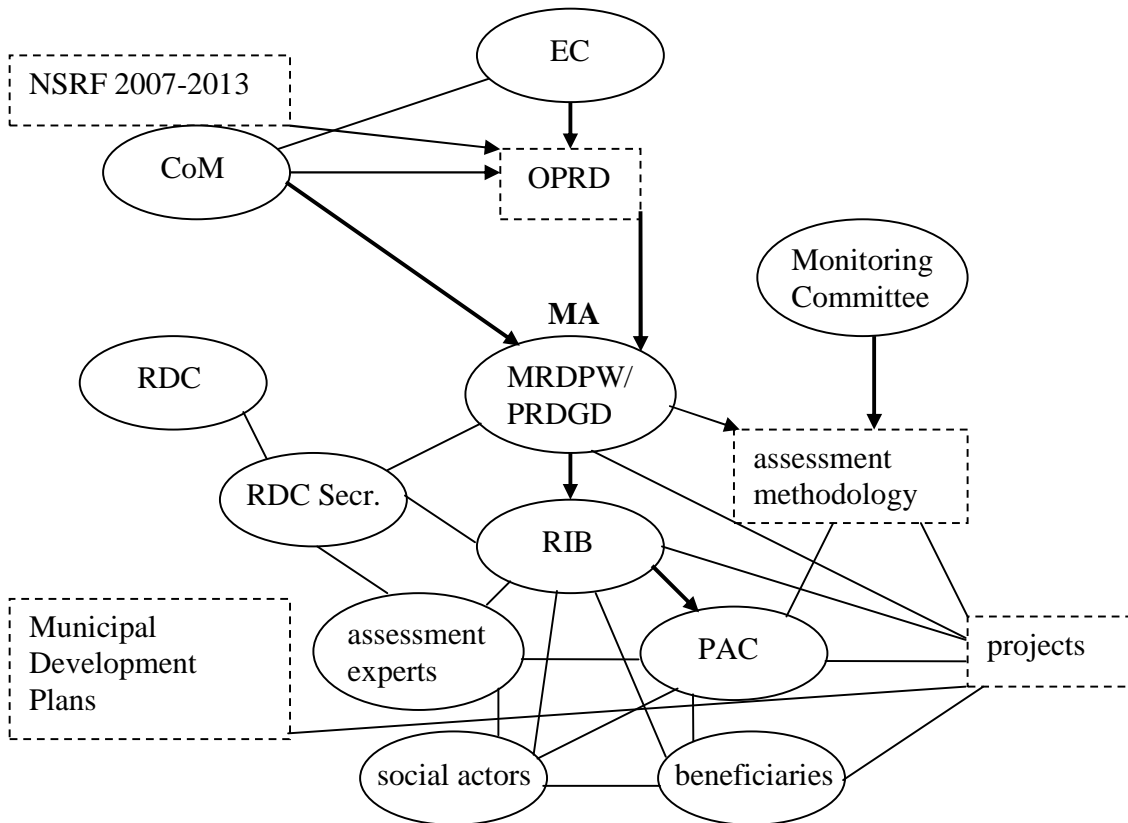 EC
NSRF 2007-2013
CoM
OPRD
Monitoring
Committee
MA
RDC
MRDPW/
PRDGD
assessment
methodology
RDC Secr.
RIB
Municipal
Development
Plans
assessment
experts
PAC
projects
social actors
beneficiaries